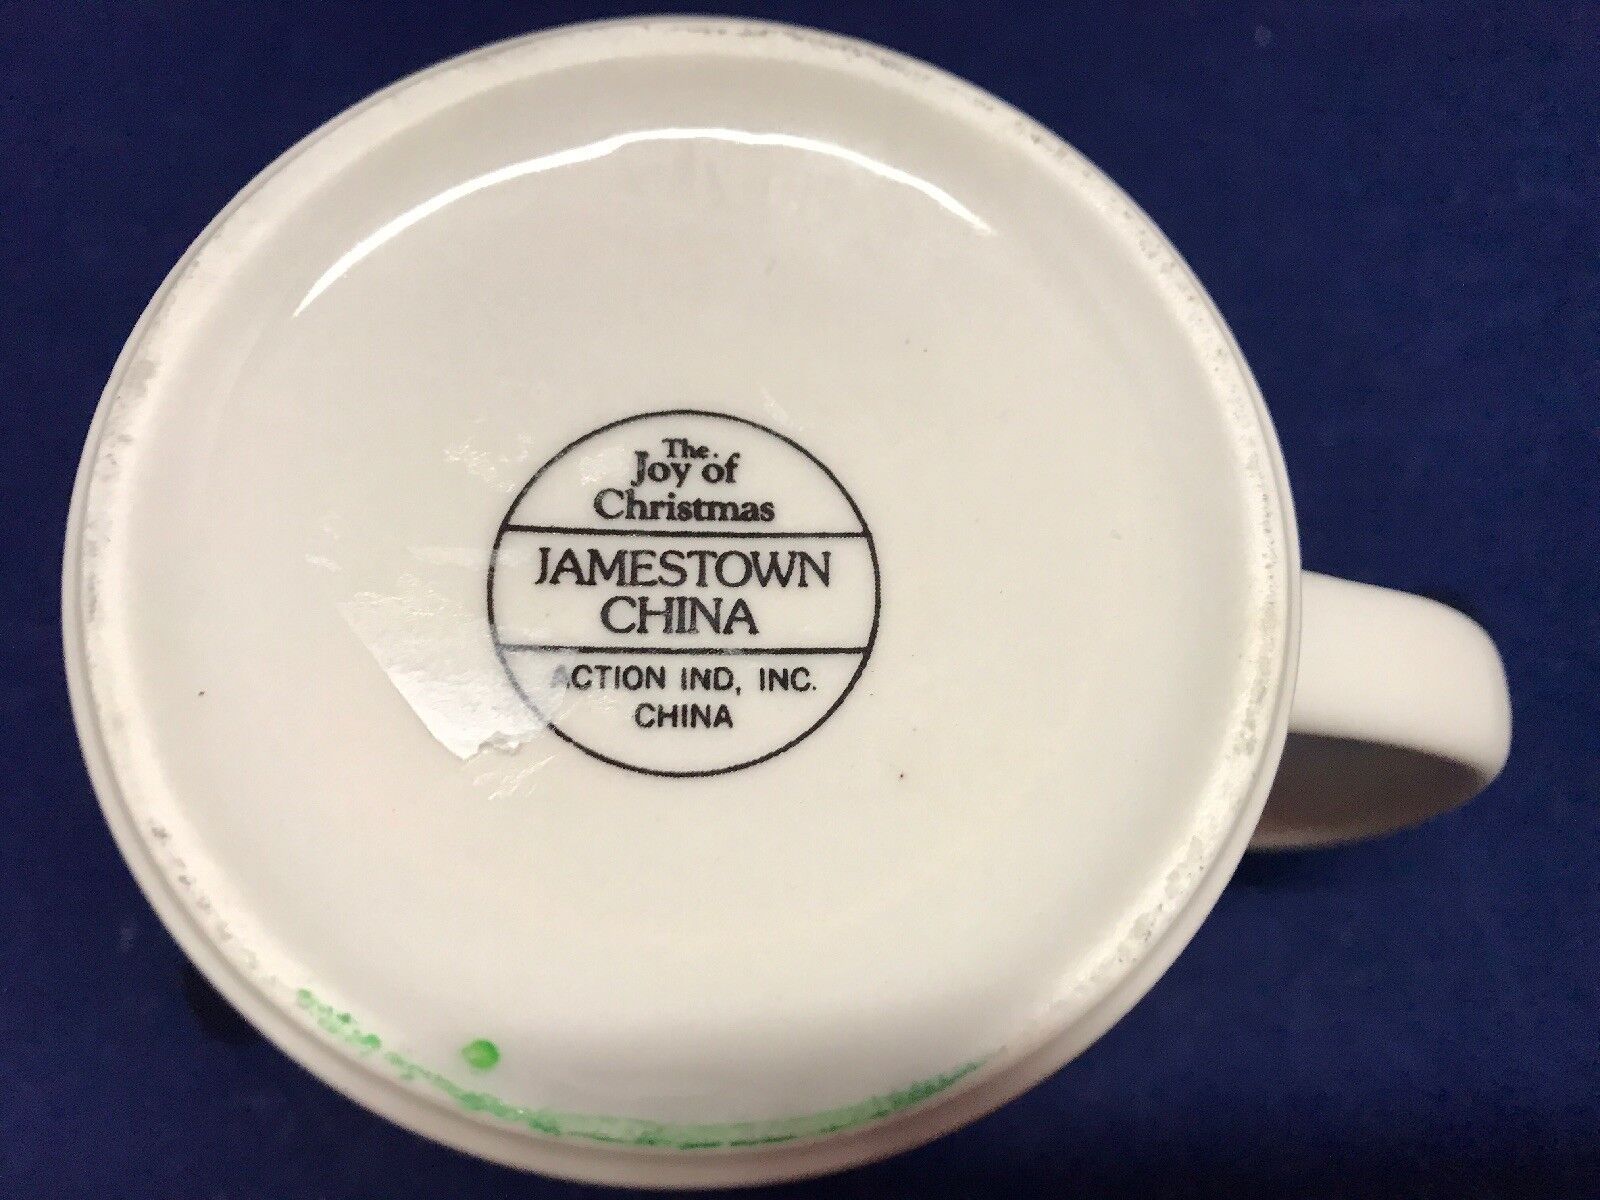 The
Joy of
Christmas
JAMESTOWN
CHINA
ACTION IND, INC.
CHINA